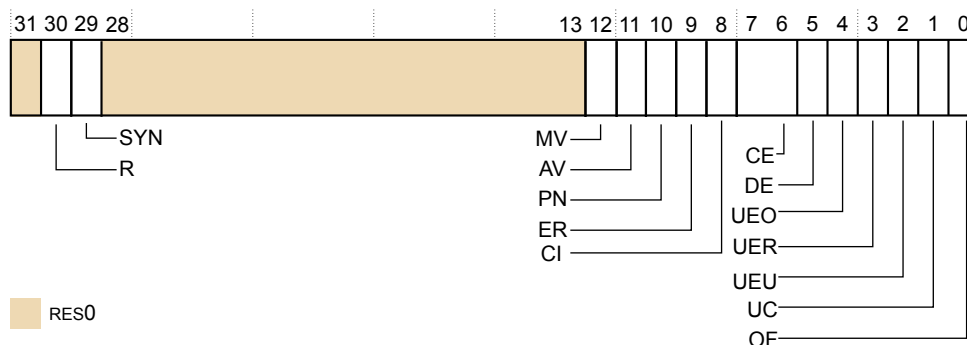 31 30 29 28 13 12 11 10 9 8 7 6 5 4 3 2 1 0
SYN
R
MV
AV
PN
ER
CI
CE
DE
UEO
UER
UEU
UC
OF
RES0